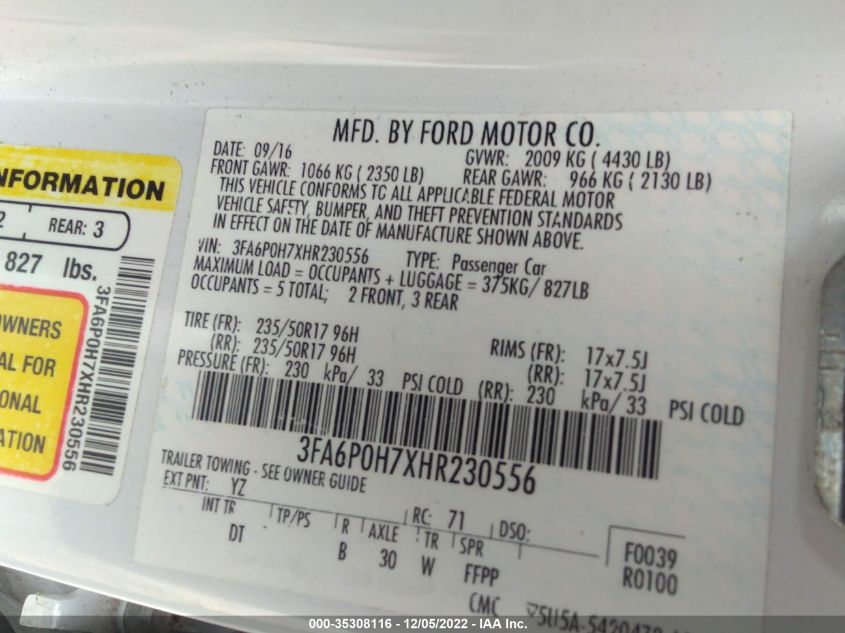 MFD. BY FORD MOTOR CO.
DATE: 09/16 GVWR: 2009 KG ( 4430 LB)
FRONT GAWR: 1066 KG ( 2350 LB) REAR GAWR: 966 KG ( 2130 LB)
THIS VEHICLE CONFORMS TO ALL APPLICABLE FEDERAL MOTOR
VEHICLE SAFETY, BUMPER, AND THEFT PREVENTION STANDARDS
IN EFFECT ON THE DATE OF MANUFACTURE SHOWN ABOVE.
VIN: 3FA6P0H7XHR230556 TYPE: Passenger Car
MAXIMUM LOAD = OCCUPANTS + LUGGAGE = 375KG/ 827LB
OCCUPANTS = 5 TOTAL; 2 FRONT, 3 REAR
TIRE (FR): 235/50R17 96H RIMS (FR): 17x7.5J
(RR): 235/50R17 96H (RR): 17x7.5J
PRESSURE (FR): 230 kPa/ 33 PSI COLD (RR): 230 kPa/ 33 PSI COLD
3FA6P0H7XHR230556
TRAILER TOWING - SEE OWNER GUIDE
EXT PNT: YZ RC: 71 DSO:
INT TR TP/PS R AXLE TR SPR F0039
DT B 30 W FFPP R0100
CMC
NFORMATION
2 REAR: 3
827 lbs.
OWNERS
AL FOR
ONAL
ATION
3FA6P0H7XHR230556
000-35308116 - 12/05/2022 - IAA Inc.